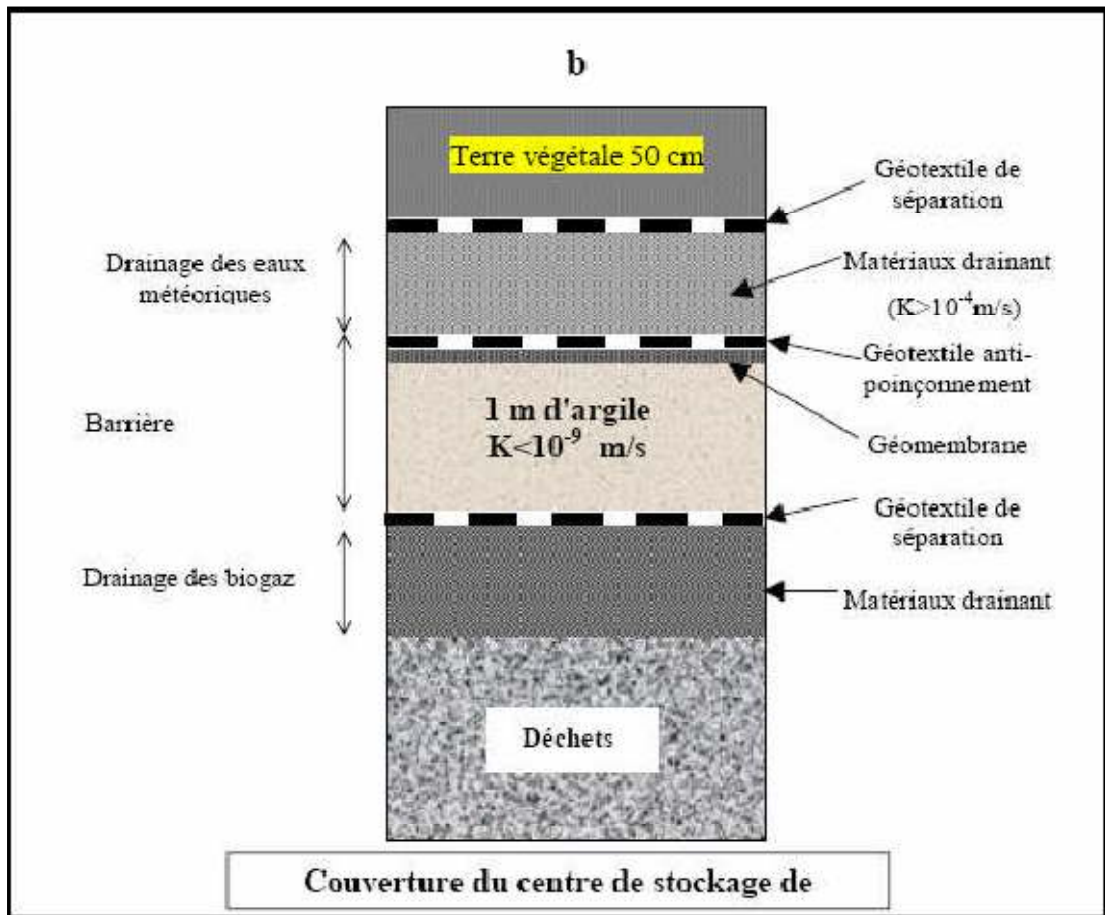 b
Terre végétale 50 cm
Géotextile de
séparation
Drainage des eaux
météoriques
Matériaux drainant
(K>10⁻⁴m/s)
Géotextile anti-
poinçonnement
Barrière
1 m d'argile
K<10⁻⁹ m/s
Géomembrane
Géotextile de
séparation
Drainage des biogaz
Matériaux drainant
Déchets
Couverture du centre de stockage de